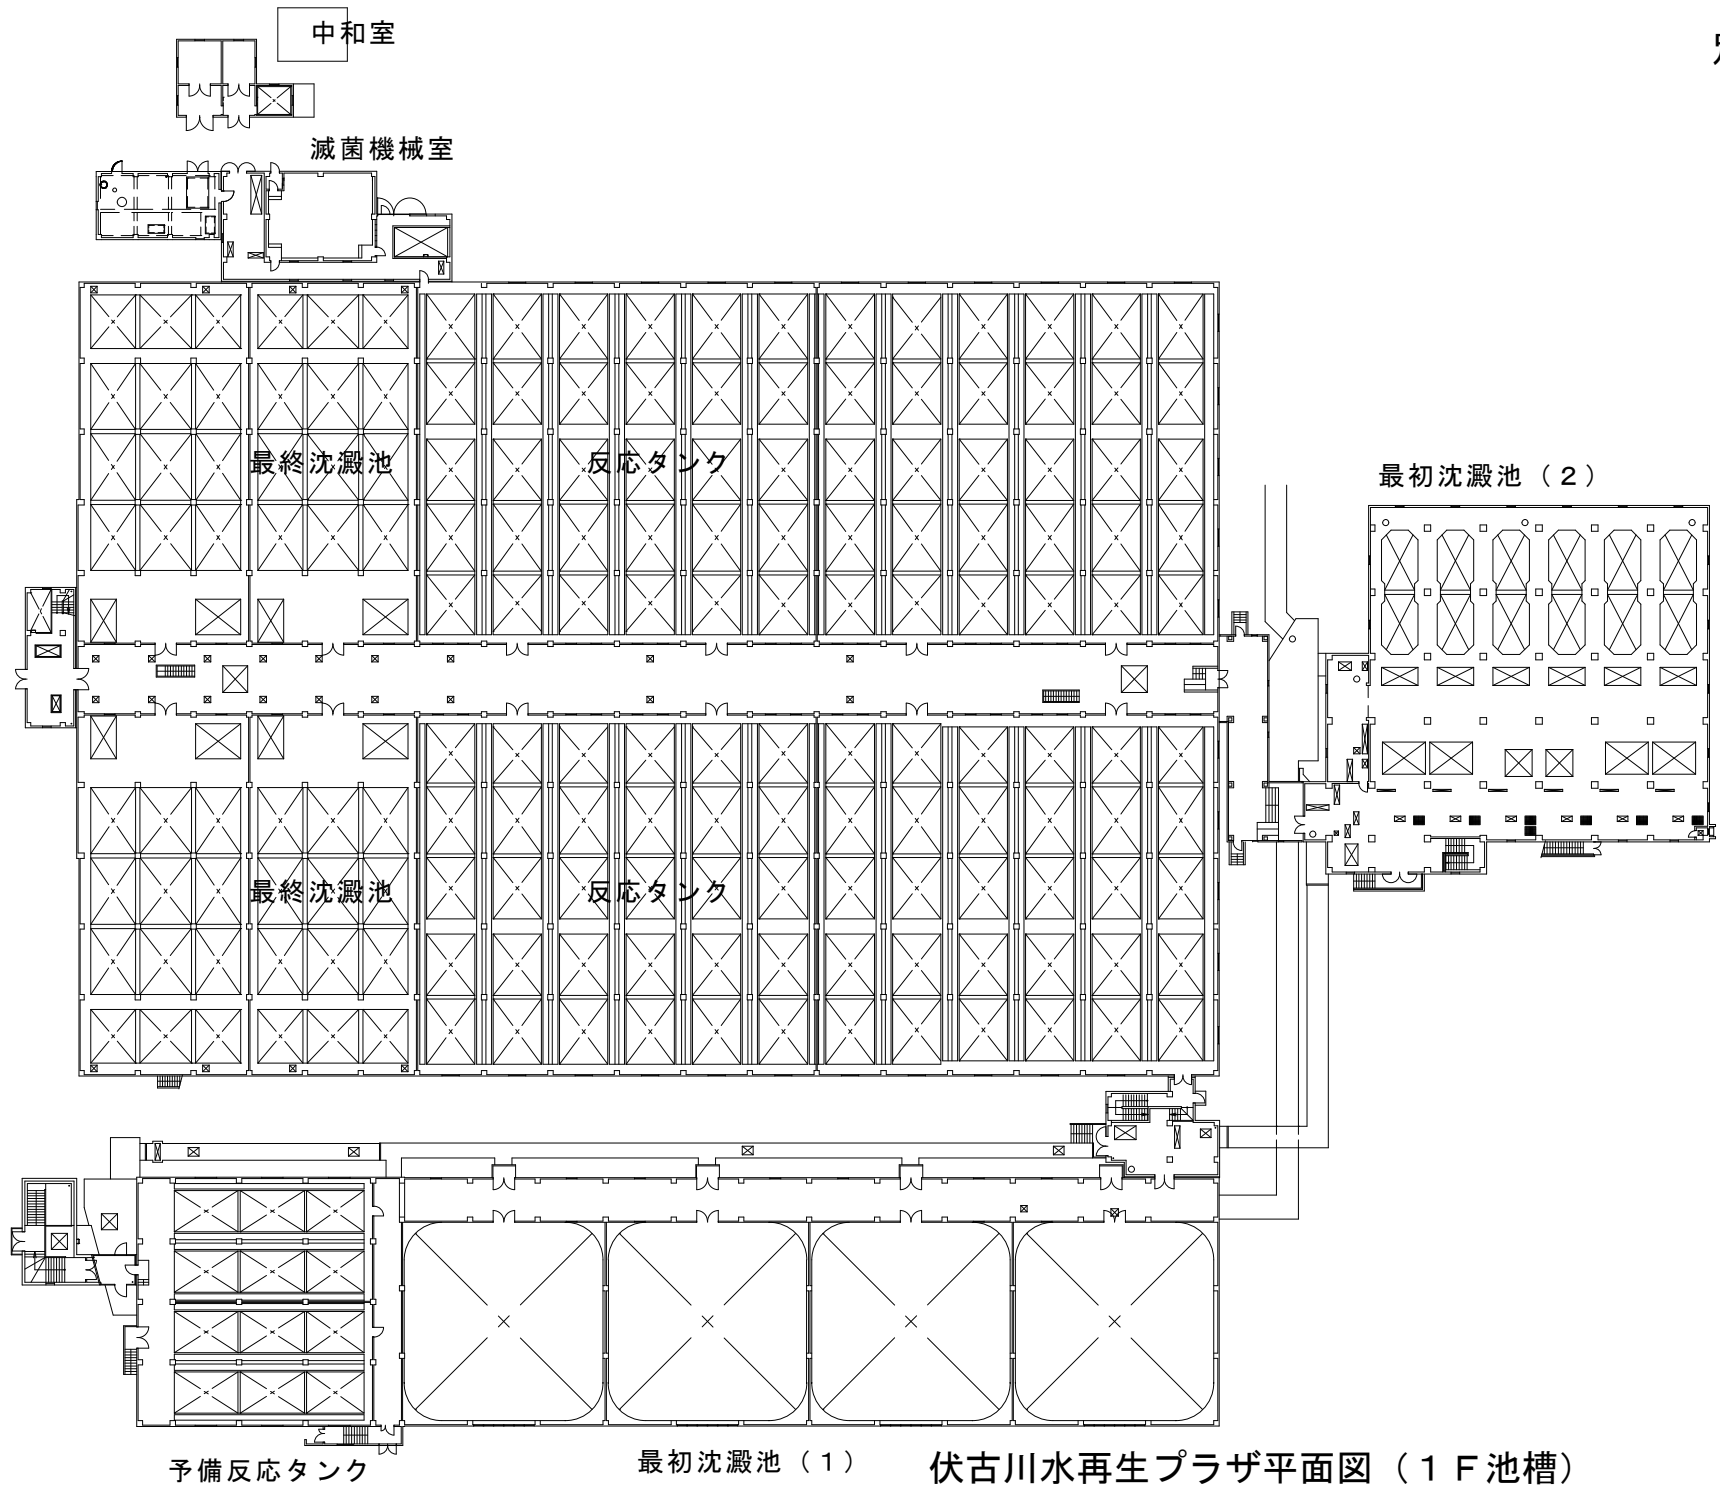 中和室
滅菌機械室
最終沈澱池
反応タンク
最初沈澱池（２）
最終沈澱池
反応タンク
予備反応タンク
最初沈澱池（１）
伏古川水再生プラザ平面図（１Ｆ池槽）